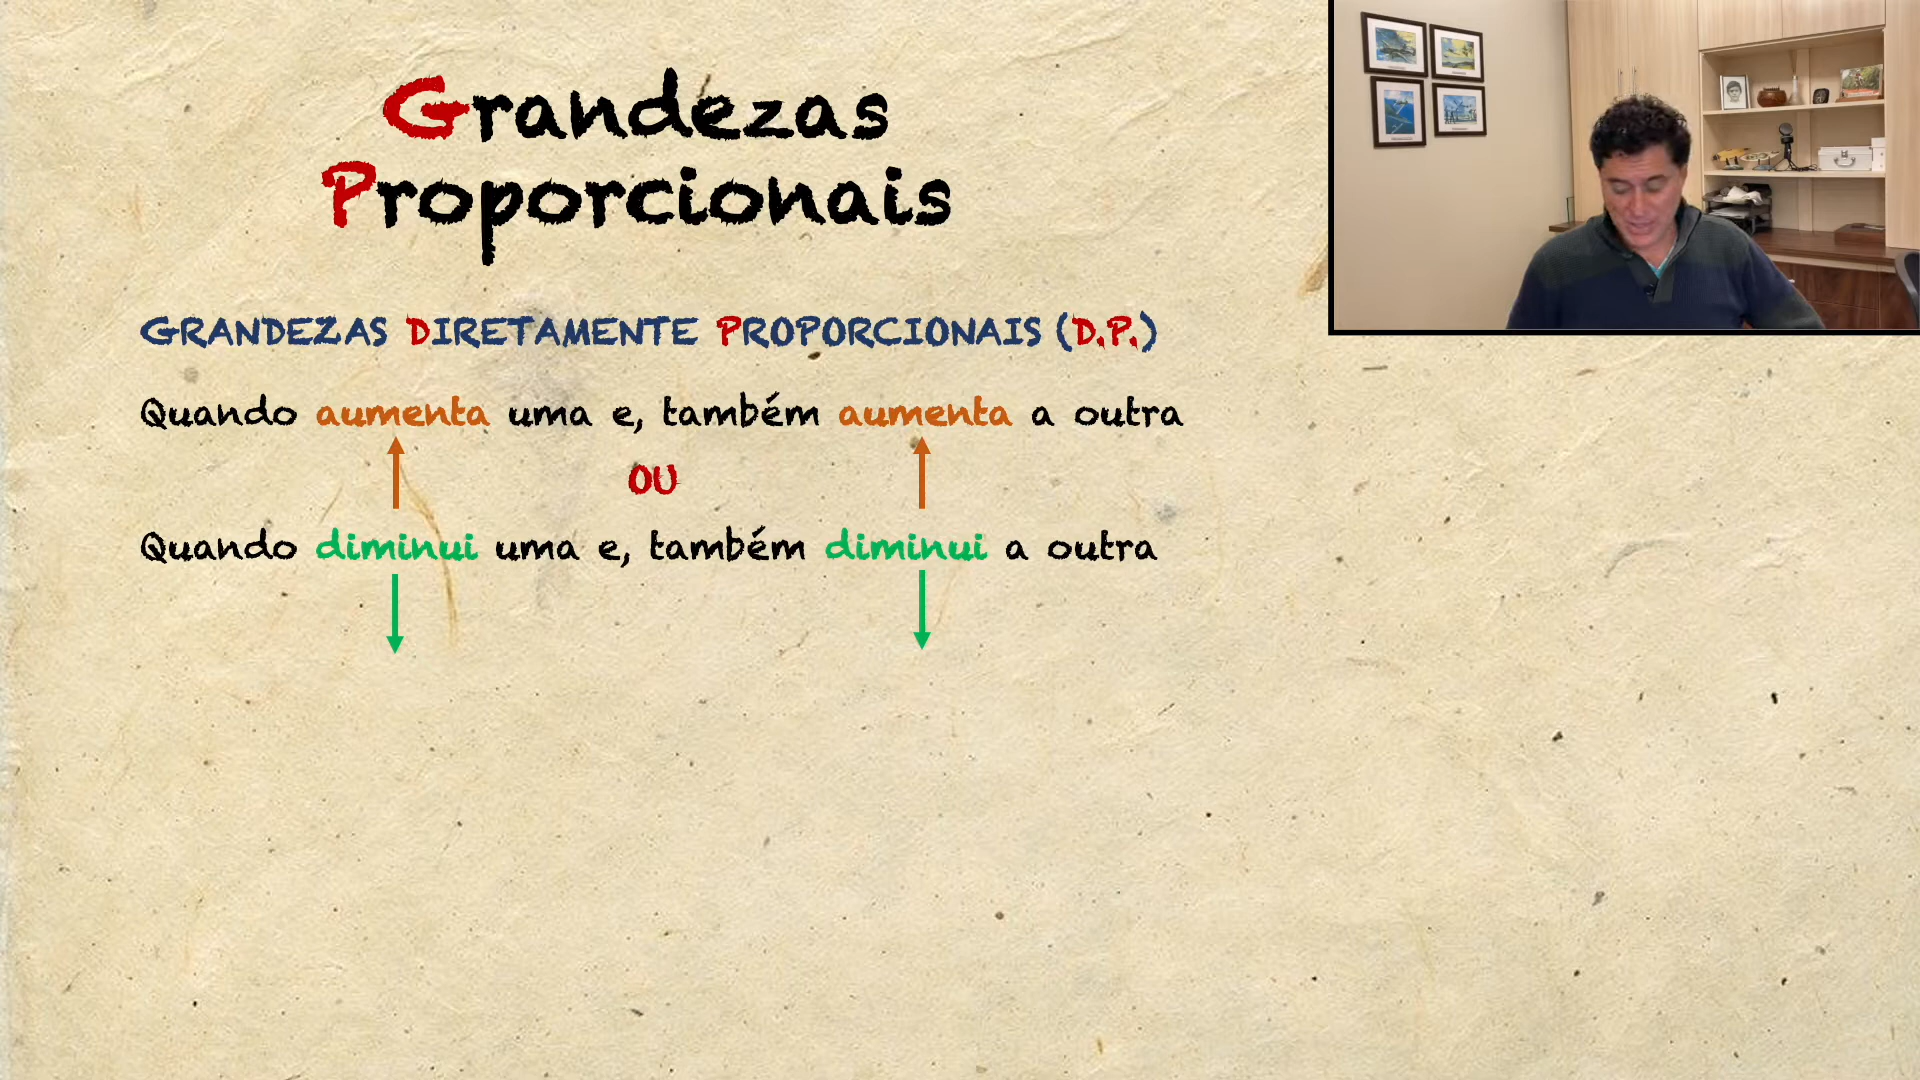 Grandezas
Proporcionais
GRANDEZAS DIRETAMENTE PROPORCIONAIS (D.P.)
Quando aumenta uma e, também aumenta a outra
OU
Quando diminui uma e, também diminui a outra